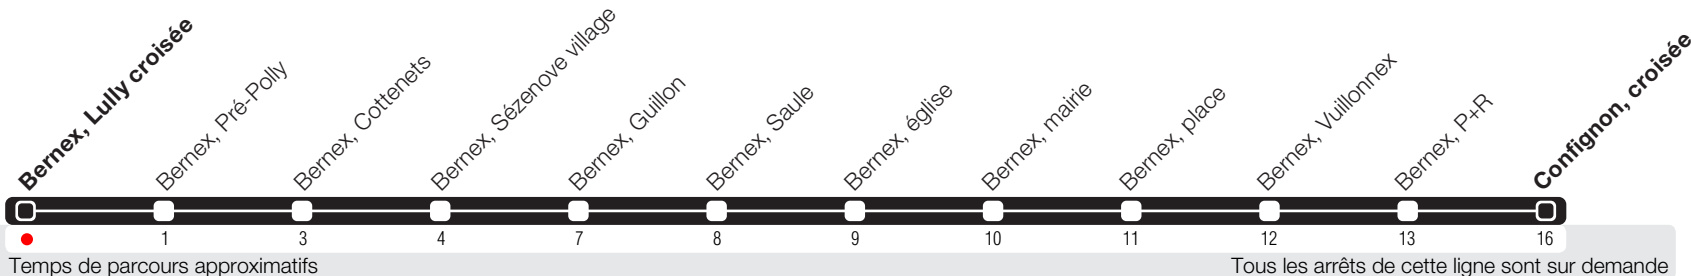 Bernex, Lully croisée
Bernex, Pré-Polly
Bernex, Cottenets
Bernex, Sézenove village
Bernex, Guillon
Bernex, Saule
Bernex, église
Bernex, mairie
Bernex, place
Bernex, Vuillonnex
Bernex, P+R
Confignon, croisée
1 3 4 7 8 9 10 11 12 13 16
Temps de parcours approximatifs
Tous les arrêts de cette ligne sont sur demande